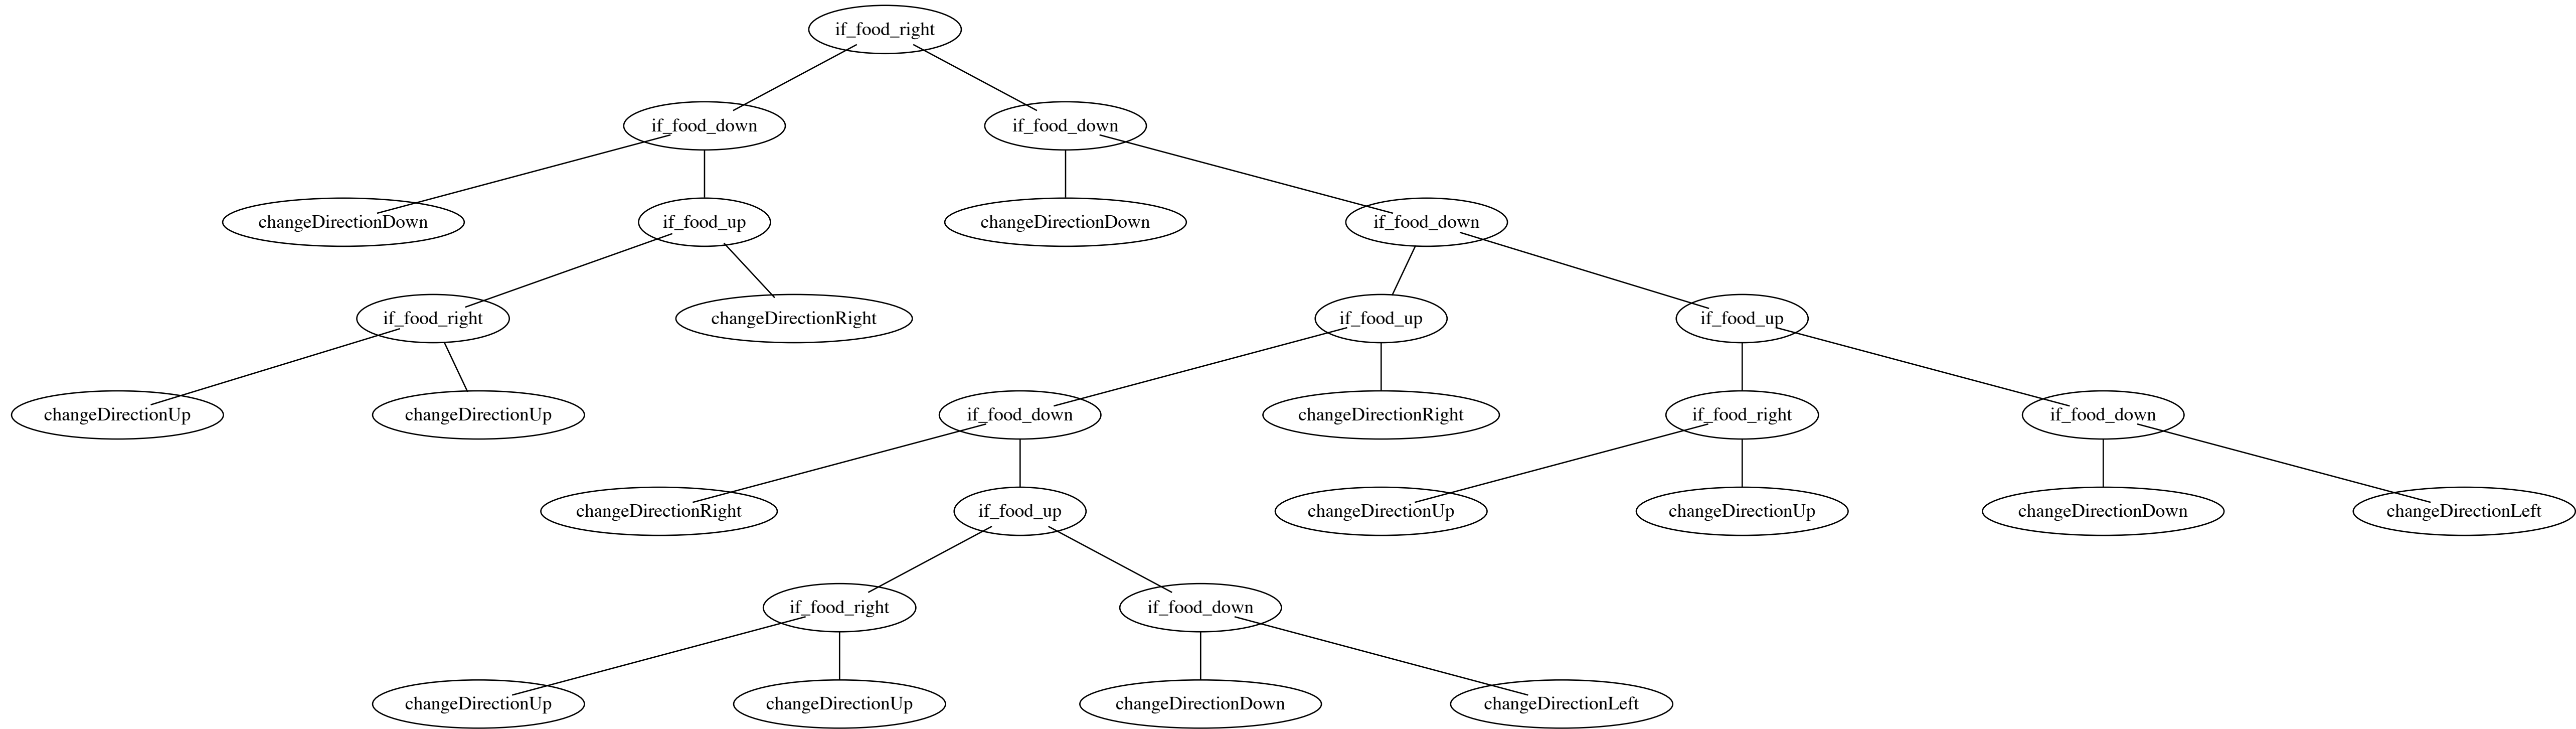 if_food_right
if_food_down
if_food_down
changeDirectionDown
if_food_up
changeDirectionDown
if_food_down
if_food_right
changeDirectionRight
if_food_up
if_food_up
changeDirectionUp
changeDirectionUp
if_food_down
changeDirectionRight
if_food_right
if_food_down
changeDirectionRight
if_food_up
changeDirectionUp
changeDirectionUp
changeDirectionDown
changeDirectionLeft
if_food_right
if_food_down
changeDirectionUp
changeDirectionUp
changeDirectionDown
changeDirectionLeft